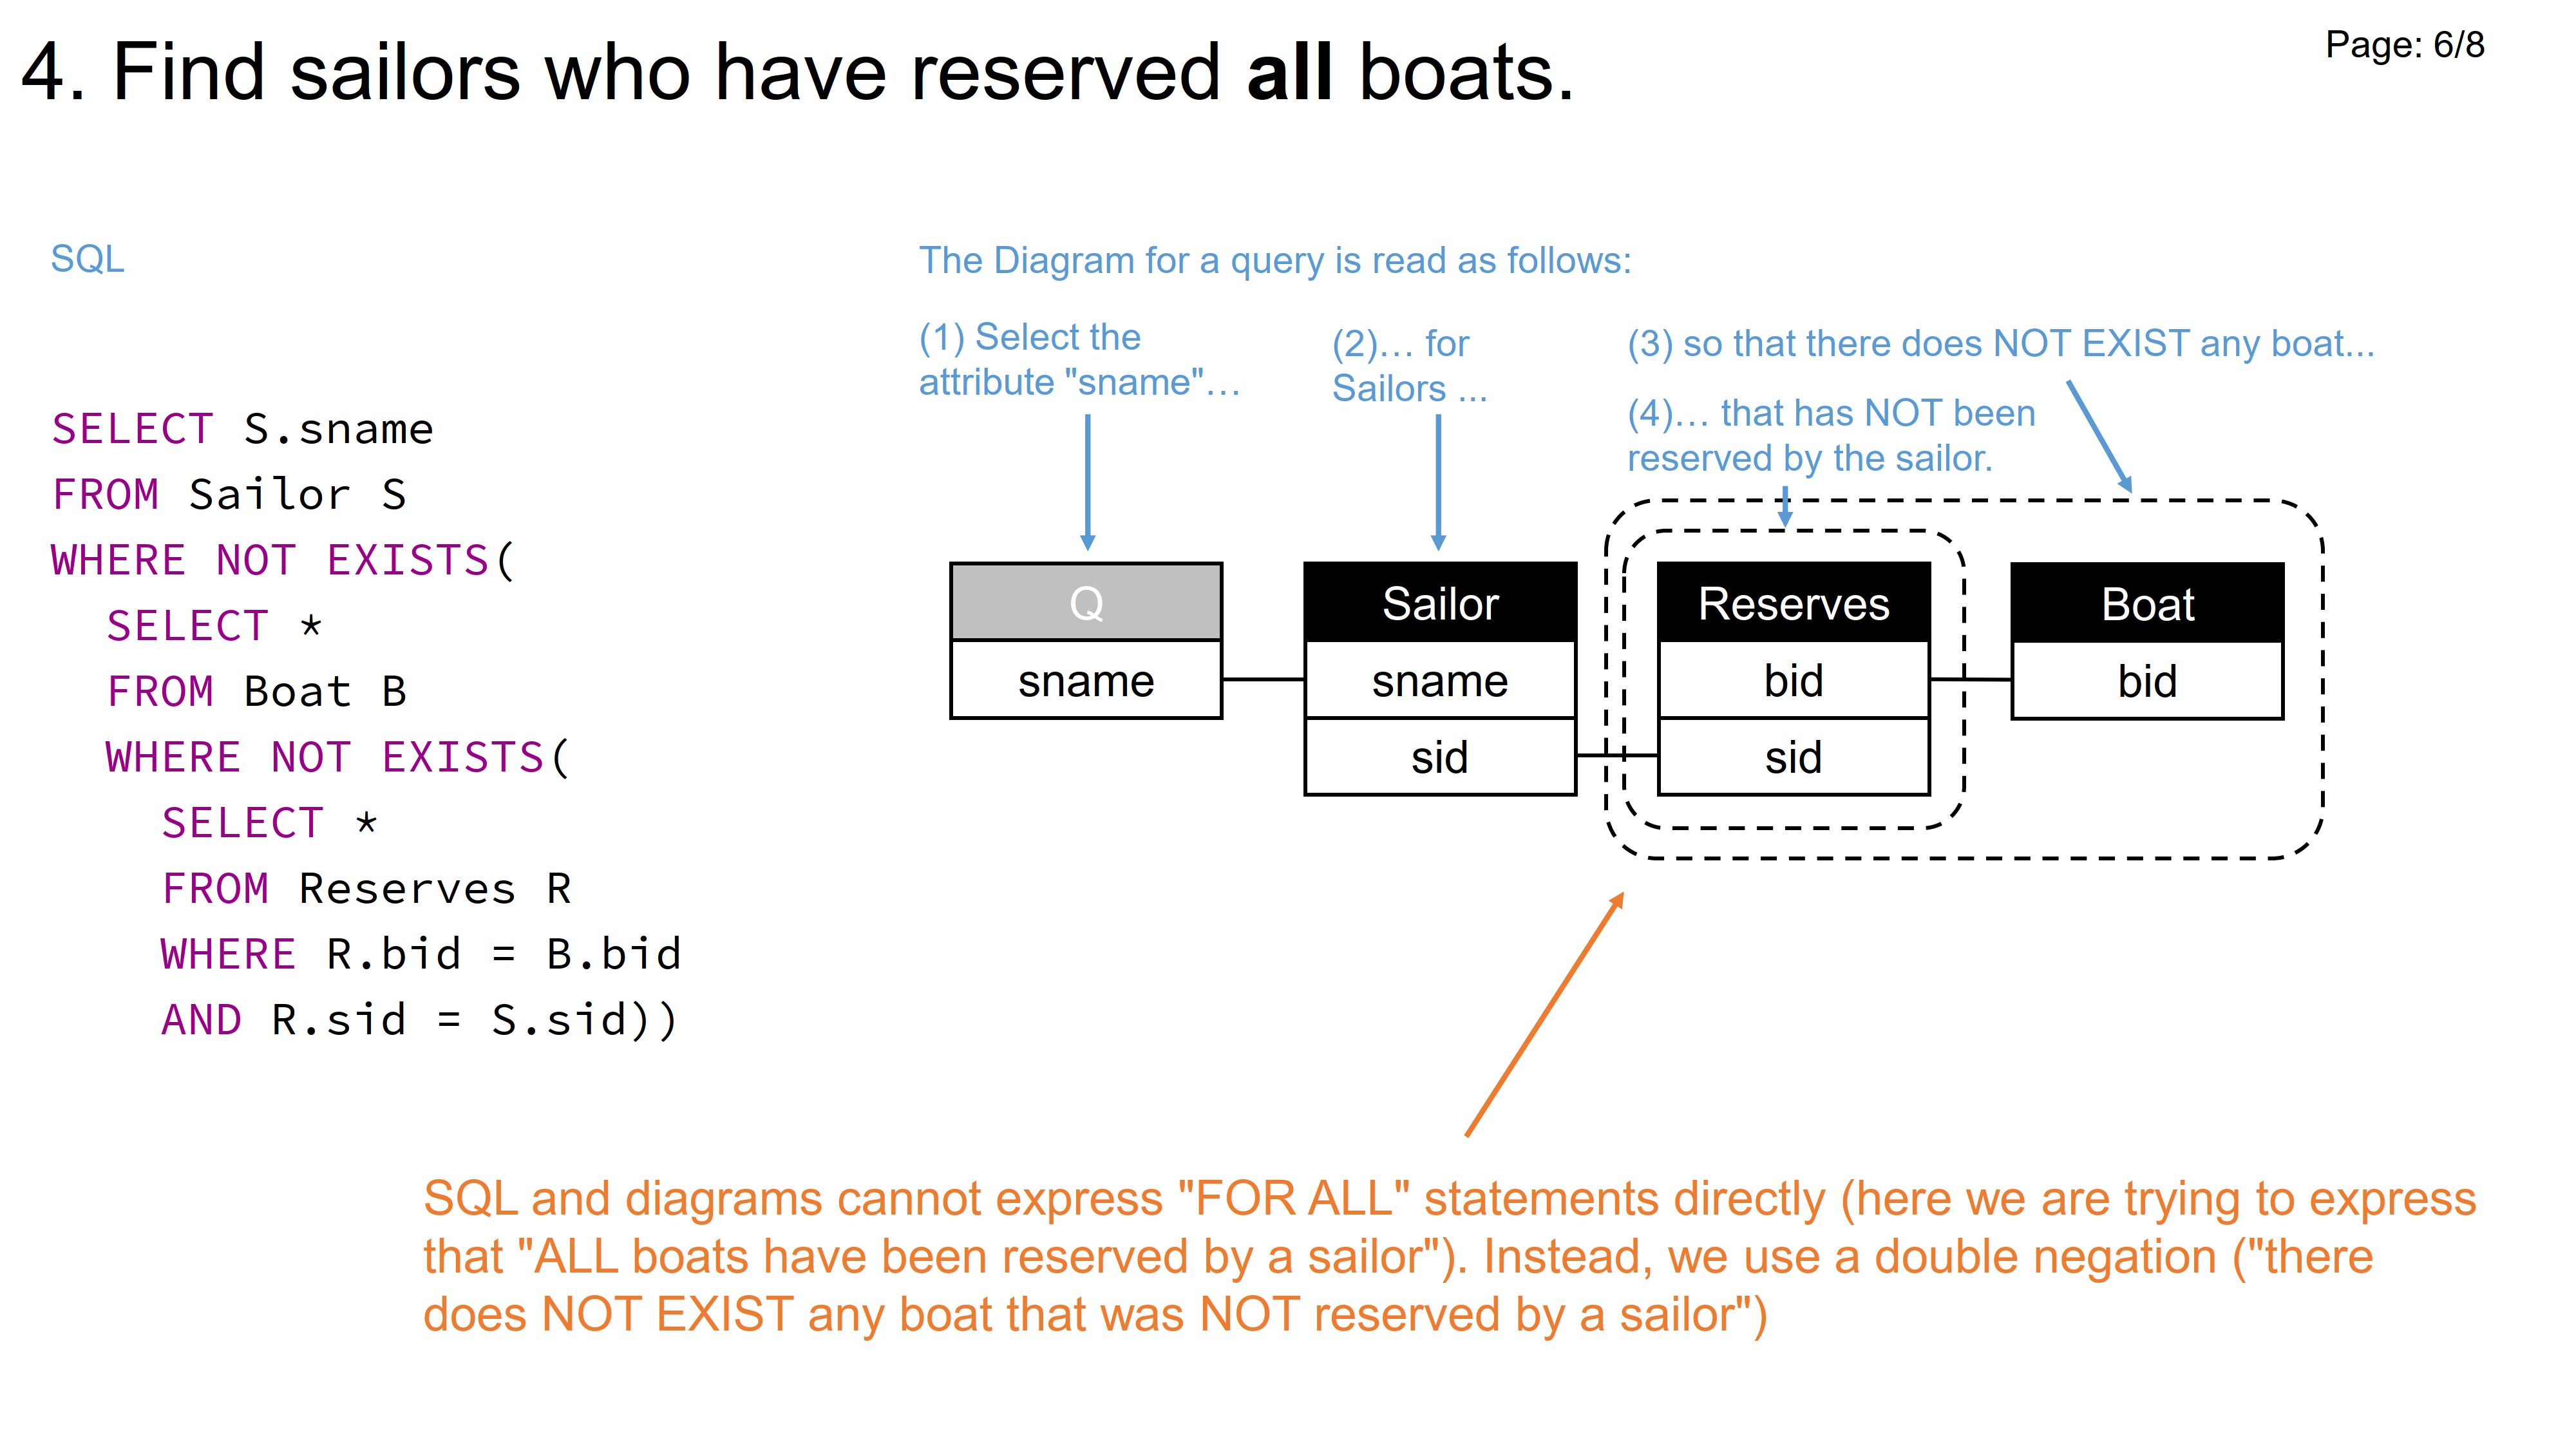 4. Find sailors who have reserved all boats.
Page: 6/8
SQL
SELECT S.sname
FROM Sailor S
WHERE NOT EXISTS(
SELECT *
FROM Boat B
WHERE NOT EXISTS(
SELECT *
FROM Reserves R
WHERE R.bid = B.bid
AND R.sid = S.sid))
The Diagram for a query is read as follows:
(1) Select the
attribute "sname"...
(2)... for
Sailors ...
(3) so that there does NOT EXIST any boat...
(4)... that has NOT been
reserved by the sailor.
Q
sname
Sailor
sname
sid
Reserves
bid
sid
Boat
bid
SQL and diagrams cannot express "FOR ALL" statements directly (here we are trying to express
that "ALL boats have been reserved by a sailor"). Instead, we use a double negation ("there
does NOT EXIST any boat that was NOT reserved by a sailor")